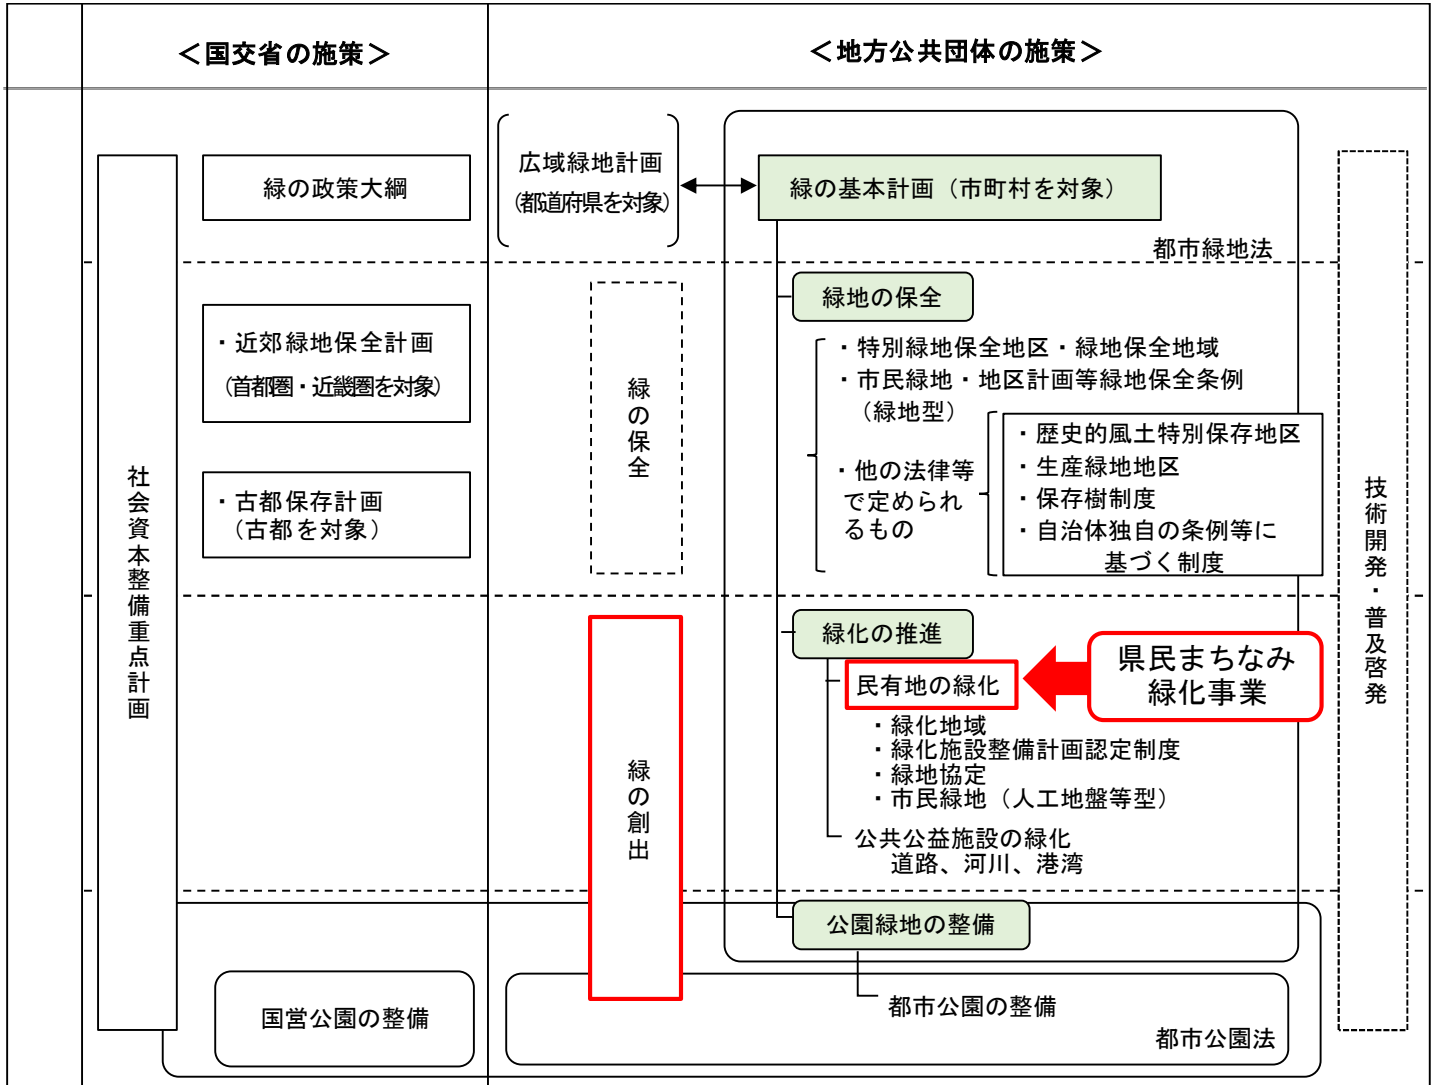 ＜国交省の施策＞
＜地方公共団体の施策＞
社会資本整備重点計画
緑の政策大綱
広域緑地計画
（都道府県を対象）
緑の基本計画（市町村を対象）
都市緑地法
・近郊緑地保全計画
（首都圏・近畿圏を対象）
・古都保存計画
（古都を対象）
緑の保全
緑地の保全
・特別緑地保全地区・緑地保全地域
・市民緑地・地区計画等緑地保全条例
（緑地型）
・他の法律等
で定められ
るもの
・歴史的風土特別保存地区
・生産緑地地区
・保存樹制度
・自治体独自の条例等に
基づく制度
技術開発・普及啓発
緑の創出
緑化の推進
民有地の緑化
県民まちなみ
緑化事業
・緑化地域
・緑化施設整備計画認定制度
・緑地協定
・市民緑地（人工地盤等型）
公共公益施設の緑化
道路、河川、港湾
公園緑地の整備
国営公園の整備
都市公園の整備
都市公園法